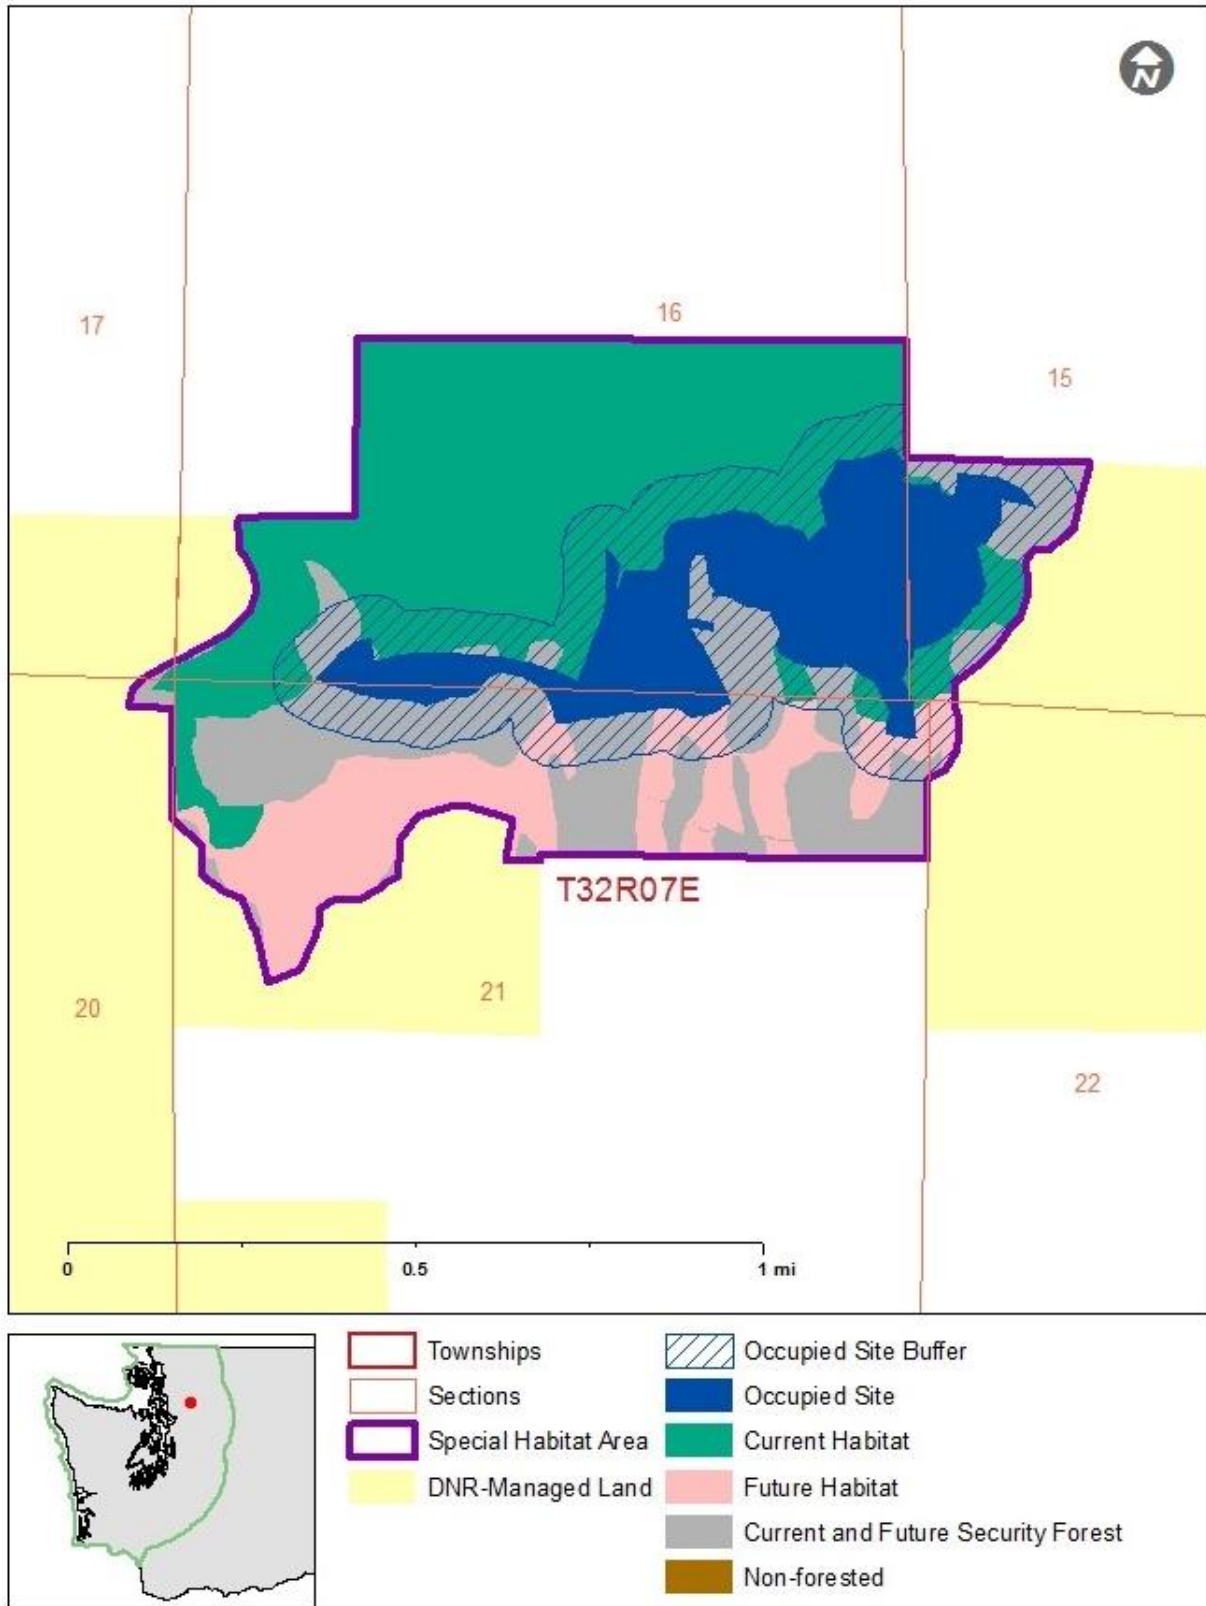 N
16
17
15
T32R07E
21
20
22
0 0.5 1 mi
Townships
Sections
Special Habitat Area
DNR-Managed Land
Occupied Site Buffer
Occupied Site
Current Habitat
Future Habitat
Current and Future Security Forest
Non-forested